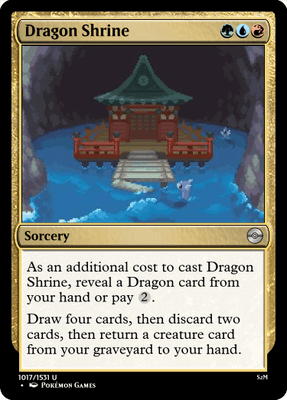 Dragon Shrine
Sorcery
As an additional cost to cast Dragon
Shrine, reveal a Dragon card from
your hand or pay 2.
Draw four cards, then discard two
cards, then return a creature card
from your graveyard to your hand.
1017/1531 U
• Pokémon Games
SzM